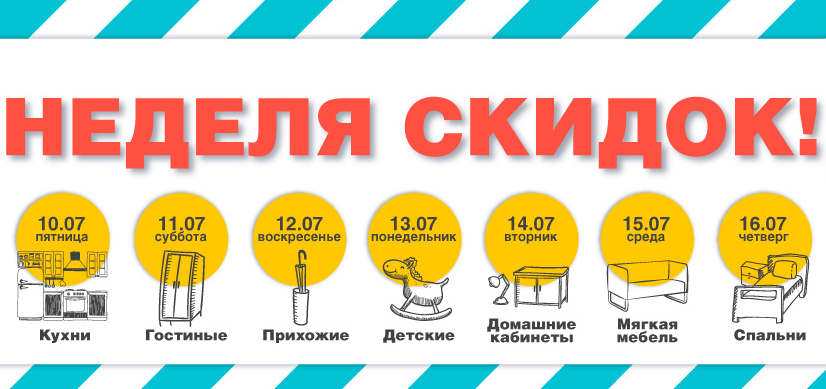 НЕДЕЛЯ СКИДОК!
10.07
пятница
Кухни
11.07
суббота
Гостиные
12.07
воскресенье
Прихожие
13.07
понедельник
Детские
14.07
вторник
Домашние
кабинеты
15.07
среда
Мягкая
мебель
16.07
четверг
Спальни